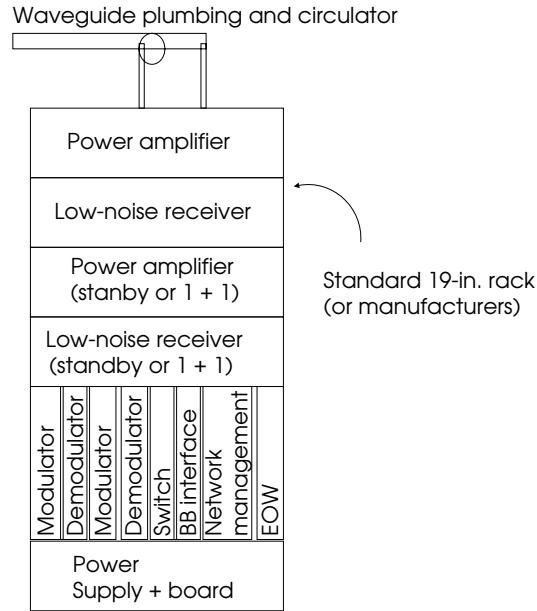 Waveguide plumbing and circulator
Power amplifier
Low-noise receiver
Power amplifier
(stanby or 1 + 1)
Standard 19-in. rack
(or manufacturers)
Low-noise receiver
(standby or 1 + 1)
Modulator
Demodulator
Modulator
Demodulator
Switch
BB interface
Network
management
EOW
Power
Supply + board